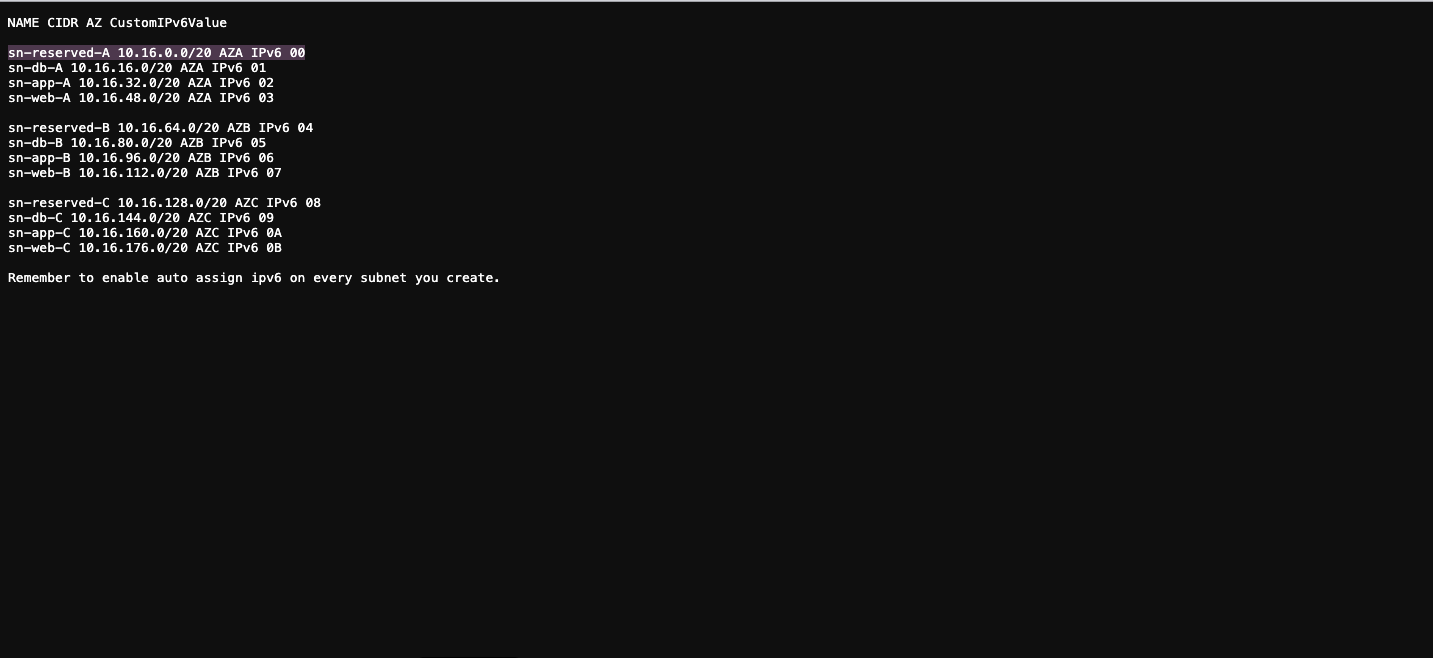 NAME CIDR AZ CustomIPv6Value
sn-reserved-A 10.16.0.0/20 AZA IPv6 00
sn-db-A 10.16.16.0/20 AZA IPv6 01
sn-app-A 10.16.32.0/20 AZA IPv6 02
sn-web-A 10.16.48.0/20 AZA IPv6 03
sn-reserved-B 10.16.64.0/20 AZB IPv6 04
sn-db-B 10.16.80.0/20 AZB IPv6 05
sn-app-B 10.16.96.0/20 AZB IPv6 06
sn-web-B 10.16.112.0/20 AZB IPv6 07
sn-reserved-C 10.16.128.0/20 AZC IPv6 08
sn-db-C 10.16.144.0/20 AZC IPv6 09
sn-app-C 10.16.160.0/20 AZC IPv6 0A
sn-web-C 10.16.176.0/20 AZC IPv6 0B
Remember to enable auto assign ipv6 on every subnet you create.